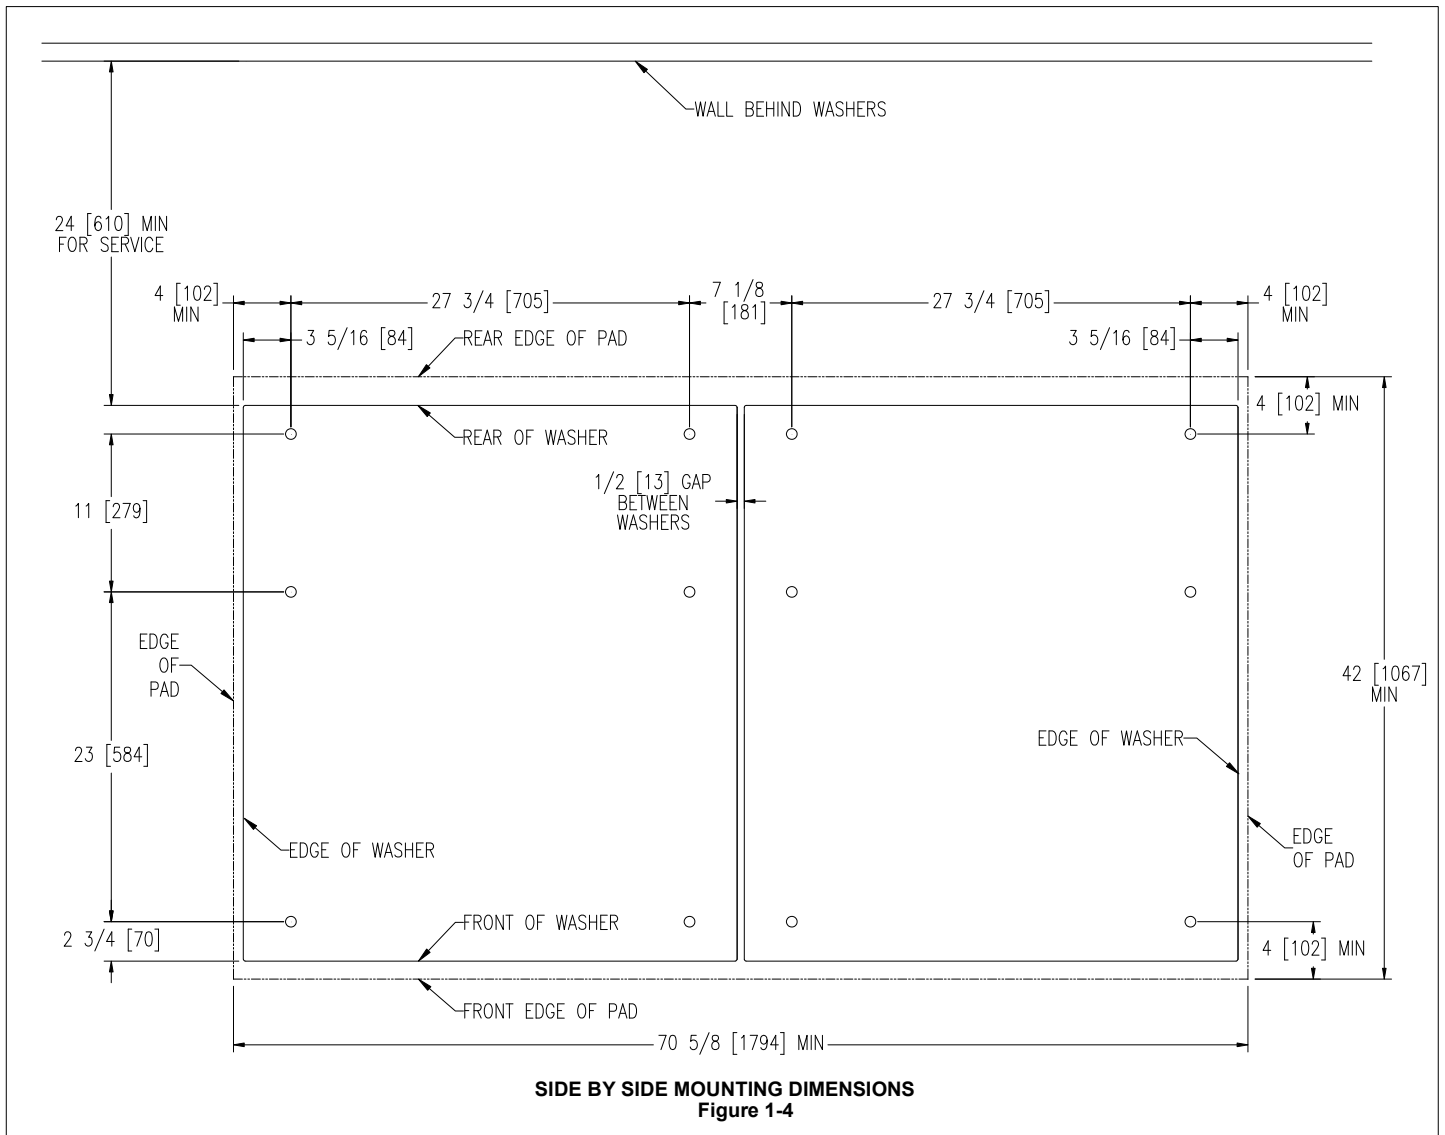 WALL BEHIND WASHERS
24 [610] MIN
FOR SERVICE
4 [102]
MIN
27 3/4 [705]
7 1/8
[181]
27 3/4 [705]
4 [102]
MIN
3 5/16 [84]
REAR EDGE OF PAD
3 5/16 [84]
4 [102] MIN
REAR OF WASHER
1/2 [13] GAP
BETWEEN
WASHERS
11 [279]
EDGE
OF
PAD
42 [1067]
MIN
23 [584]
EDGE OF WASHER
EDGE OF WASHER
EDGE
OF PAD
FRONT OF WASHER
2 3/4 [70]
4 [102] MIN
FRONT EDGE OF PAD
70 5/8 [1794] MIN
SIDE BY SIDE MOUNTING DIMENSIONS
Figure 1-4